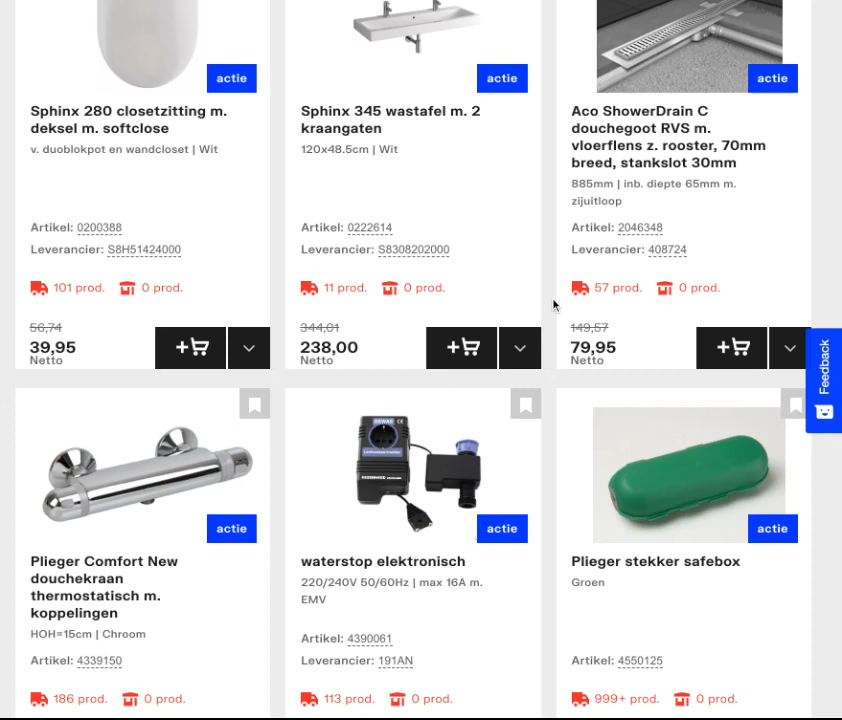 actie
Sphinx 280 closetzitting m.
deksel m. softclose
v. duoblokpot en wandcloset | Wit
Artikel: 0200388
Leverancier: S8H51424000
101 prod. 0 prod.
56,74
39,95
Netto
actie
Sphinx 345 wastafel m. 2
kraangaten
120x48.5cm | Wit
Artikel: 0222614
Leverancier: S8308202000
11 prod. 0 prod.
344,01
238,00
Netto
actie
Aco ShowerDrain C
douchegoot RVS m.
vloerflens z. rooster, 70mm
breed, stankslot 30mm
885mm | inb. diepte 65mm m.
zijuitloop
Artikel: 2046348
Leverancier: 408724
57 prod. 0 prod.
149,57
79,95
Netto
Feedback
actie
Plieger Comfort New
douchekraan
thermostatisch m.
koppelingen
HOH=15cm | Chroom
Artikel: 4339150
186 prod. 0 prod.
actie
waterstop elektronisch
220/240V 50/60Hz | max 16A m.
EMV
Artikel: 4390061
Leverancier: 191AN
113 prod. 0 prod.
actie
Plieger stekker safebox
Groen
Artikel: 4550125
999+ prod. 0 prod.